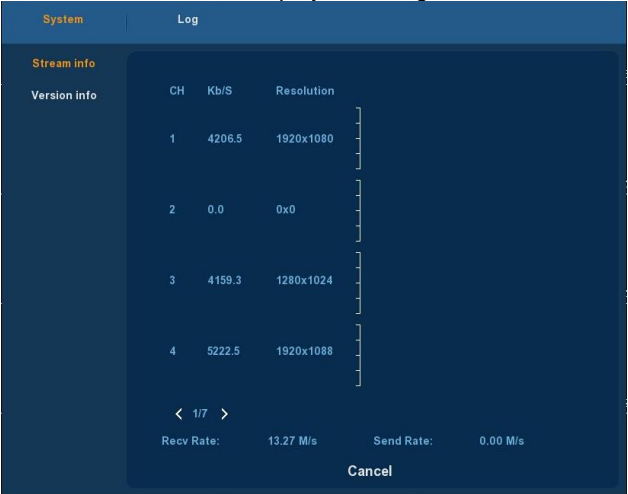 System Log
Stream info
Version info
CH Kb/S Resolution
1 4206.5 1920x1080
2 0.0 0x0
3 4159.3 1280x1024
4 5222.5 1920x1088
1/7
Recv Rate: 13.27 M/s Send Rate: 0.00 M/s
Cancel